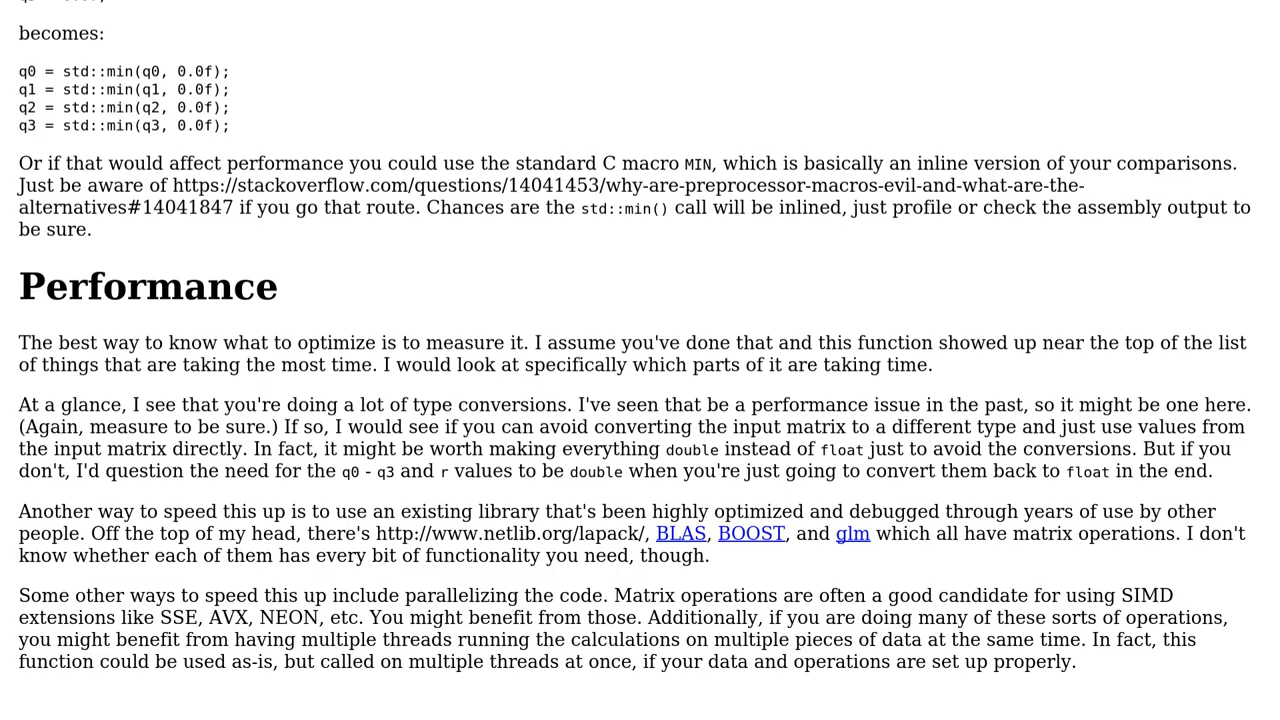 becomes:
q0 = std::min(q0, 0.0f);
q1 = std::min(q1, 0.0f);
q2 = std::min(q2, 0.0f);
q3 = std::min(q3, 0.0f);
Or if that would affect performance you could use the standard C macro MIN, which is basically an inline version of your comparisons.
Just be aware of https://stackoverflow.com/questions/14041453/why-are-preprocessor-macros-evil-and-what-are-the-
alternatives#14041847 if you go that route. Chances are the std::min() call will be inlined, just profile or check the assembly output to
be sure.
Performance
The best way to know what to optimize is to measure it. I assume you've done that and this function showed up near the top of the list
of things that are taking the most time. I would look at specifically which parts of it are taking time.
At a glance, I see that you're doing a lot of type conversions. I've seen that be a performance issue in the past, so it might be one here.
(Again, measure to be sure.) If so, I would see if you can avoid converting the input matrix to a different type and just use values from
the input matrix directly. In fact, it might be worth making everything double instead of float just to avoid the conversions. But if you
don't, I'd question the need for the q0 - q3 and r values to be double when you're just going to convert them back to float in the end.
Another way to speed this up is to use an existing library that's been highly optimized and debugged through years of use by other
people. Off the top of my head, there's http://www.netlib.org/lapack/, BLAS, BOOST, and glm which all have matrix operations. I don't
know whether each of them has every bit of functionality you need, though.
Some other ways to speed this up include parallelizing the code. Matrix operations are often a good candidate for using SIMD
extensions like SSE, AVX, NEON, etc. You might benefit from those. Additionally, if you are doing many of these sorts of operations,
you might benefit from having multiple threads running the calculations on multiple pieces of data at the same time. In fact, this
function could be used as-is, but called on multiple threads at once, if your data and operations are set up properly.